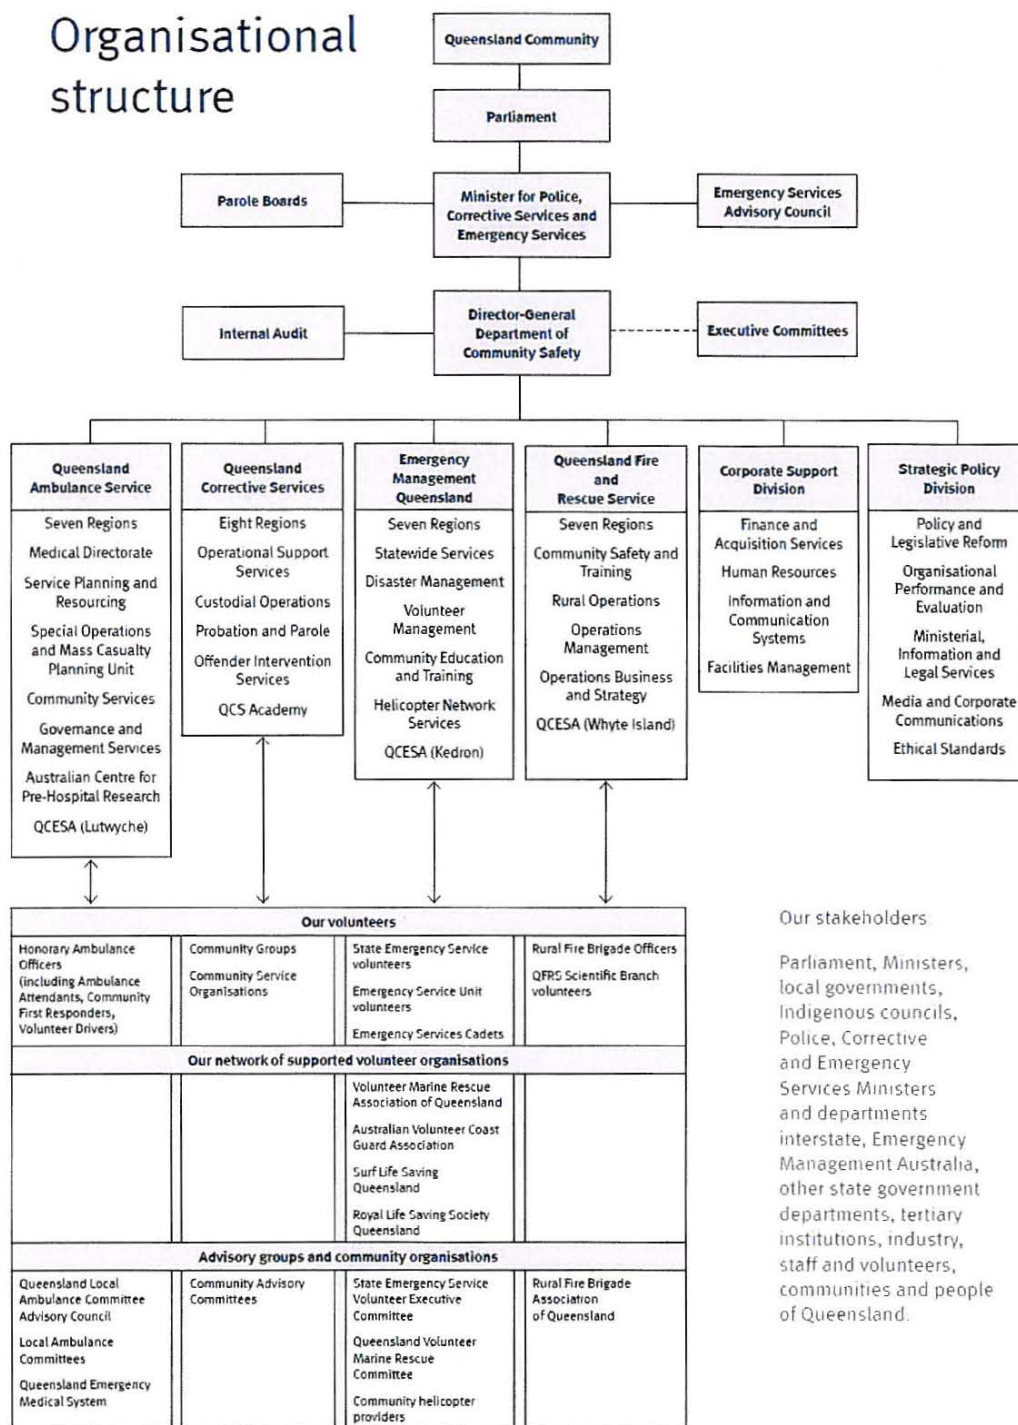 Organisational
structure
Queensland Community
Parliament
Parole Boards
Minister for Police,
Corrective Services and
Emergency Services
Emergency Services
Advisory Council
Internal Audit
Director-General
Department of
Community Safety
Executive Committees
Queensland
Ambulance Service
Seven Regions
Medical Directorate
Service Planning and
Resourcing
Special Operations
and Mass Casualty
Planning Unit
Community Services
Governance and
Management Services
Australian Centre for
Pre-Hospital Research
QCESA (Lutwyche)
Queensland
Corrective Services
Eight Regions
Operational Support
Services
Custodial Operations
Probation and Parole
Offender Intervention
Services
QCS Academy
Emergency
Management
Queensland
Seven Regions
Statewide Services
Disaster Management
Volunteer
Management
Community Education
and Training
Helicopter Network
Services
QCESA (Kedron)
Queensland Fire
and
Rescue Service
Seven Regions
Community Safety and
Training
Rural Operations
Operations
Management
Operations Business
and Strategy
QCESA (Whyte Island)
Corporate Support
Division
Finance and
Acquisition Services
Human Resources
Information and
Communication
Systems
Facilities Management
Strategic Policy
Division
Policy and
Legislative Reform
Organisational
Performance and
Evaluation
Ministerial,
Information and
Legal Services
Media and Corporate
Communications
Ethical Standards
Our volunteers
Honorary Ambulance
Officers
(including Ambulance
Attendants, Community
First Responders,
Volunteer Drivers)
Community Groups
Community Service
Organisations
State Emergency Service
volunteers
Emergency Service Unit
volunteers
Emergency Services Cadets
Rural Fire Brigade Officers
QFRS Scientific Branch
volunteers
Our network of supported volunteer organisations
Volunteer Marine Rescue
Association of Queensland
Australian Volunteer Coast
Guard Association
Surf Life Saving
Queensland
Royal Life Saving Society
Queensland
Advisory groups and community organisations
Queensland Local
Ambulance Committee
Advisory Council
Local Ambulance
Committees
Queensland Emergency
Medical System
Community Advisory
Committees
State Emergency Service
Volunteer Executive
Committee
Queensland Volunteer
Marine Rescue
Committee
Community helicopter
providers
Rural Fire Brigade
Association
of Queensland
Our stakeholders
Parliament, Ministers,
local governments,
Indigenous councils,
Police, Corrective
and Emergency
Services Ministers
and departments
interstate, Emergency
Management Australia,
other state government
departments, tertiary
institutions, industry,
staff and volunteers,
communities and people
of Queensland.